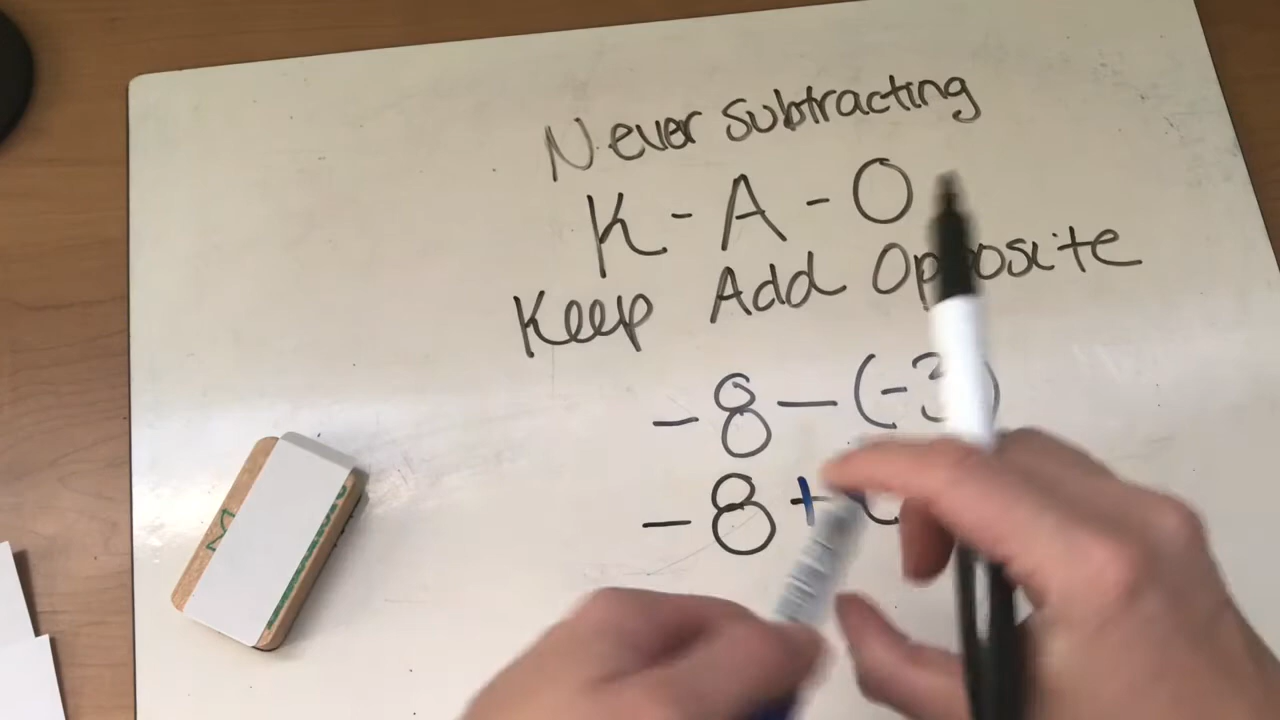 Never subtracting
K - A - O
Keep Add Opposite
-8 - (-3)
-8 +